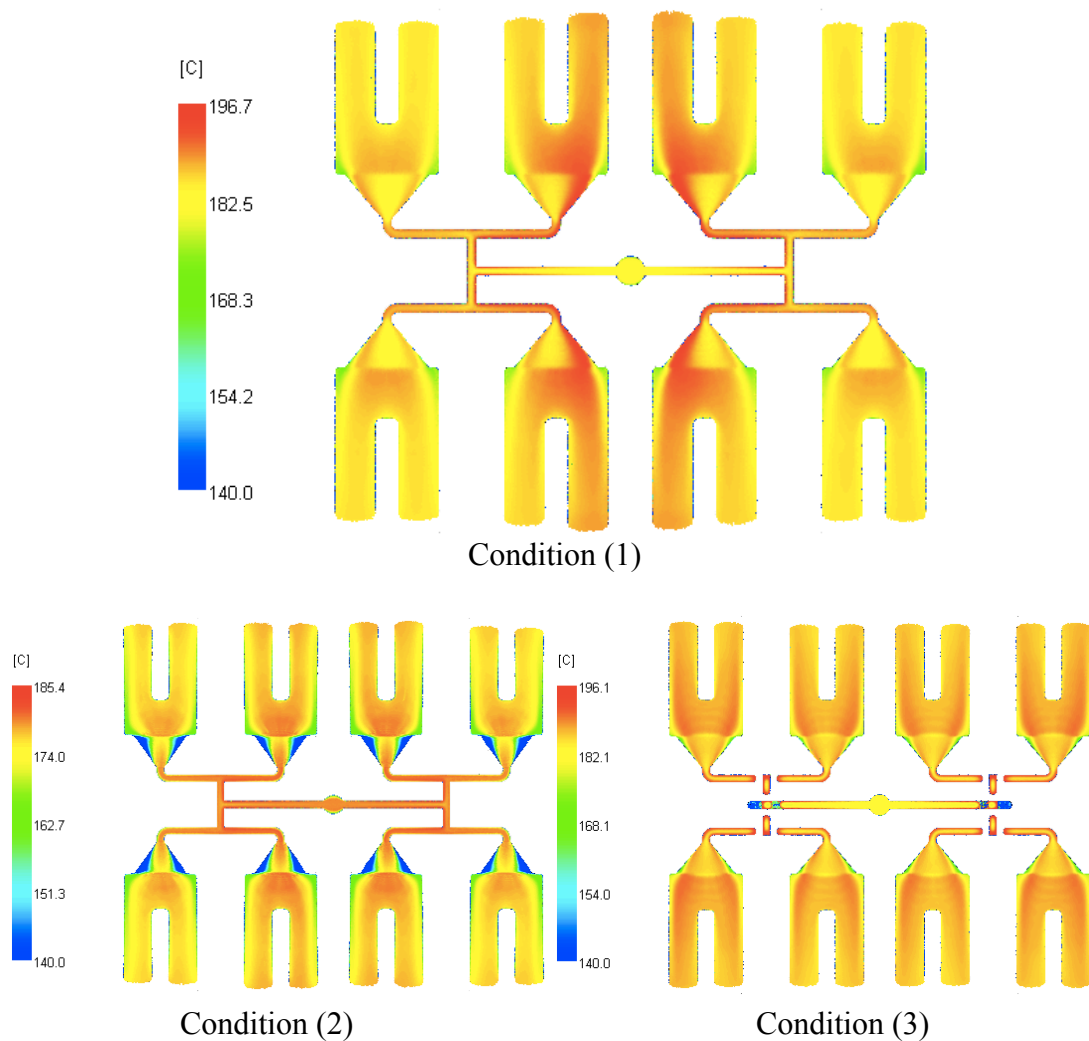 [C]
196.7
182.5
168.3
154.2
140.0
Condition (1)
[C]
185.4
174.0
162.7
151.3
140.0
Condition (2)
[C]
196.1
182.1
168.1
154.0
140.0
Condition (3)